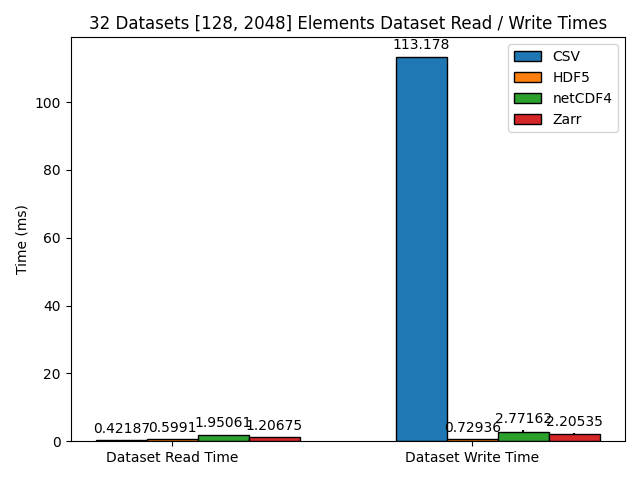 32 Datasets [128, 2048] Elements Dataset Read / Write Times
113.178
CSV
HDF5
netCDF4
Zarr
100
80
60
40
20
0
Time (ms)
0.42187
0.5991
1.95061
1.20675
0.72936
2.77162
2.20535
Dataset Read Time
Dataset Write Time